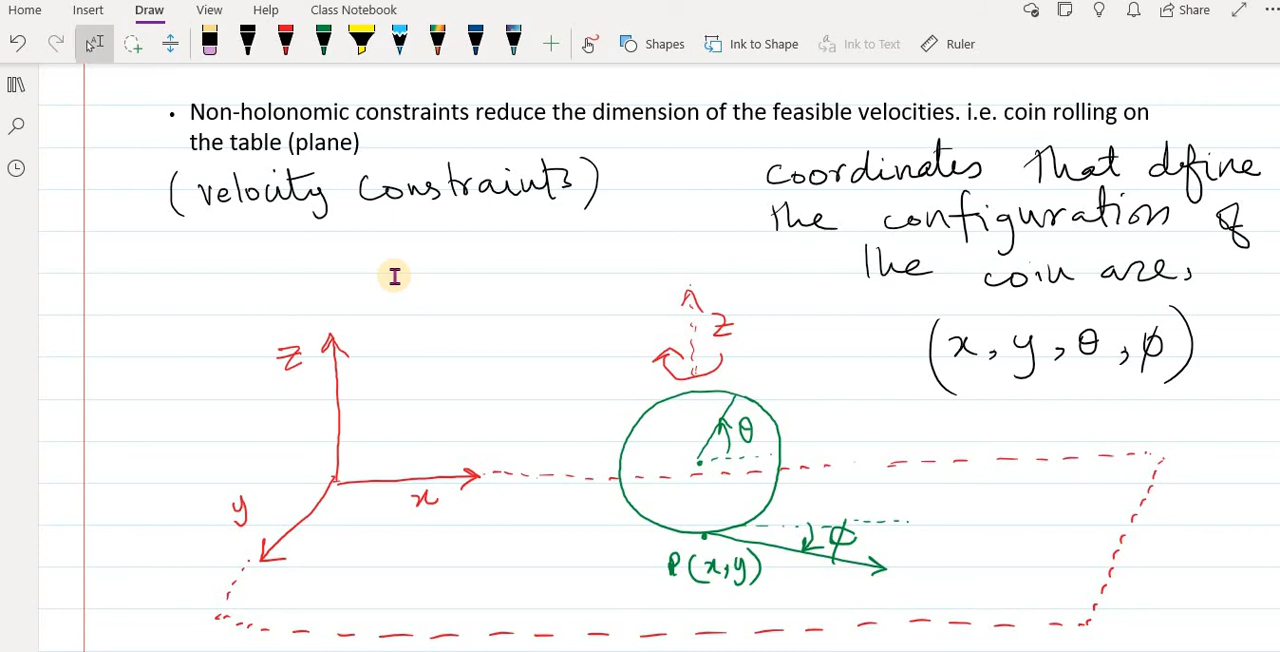 Home Insert Draw View Help Class Notebook Share
Shapes Ink to Shape Ink to Text Ruler
• Non-holonomic constraints reduce the dimension of the feasible velocities. i.e. coin rolling on
the table (plane)
(velocity constraints)
coordinates that define
the configuration of
the coin are,
(x, y, θ, ϕ)
z
z
θ
x
y
ϕ
P(x,y)